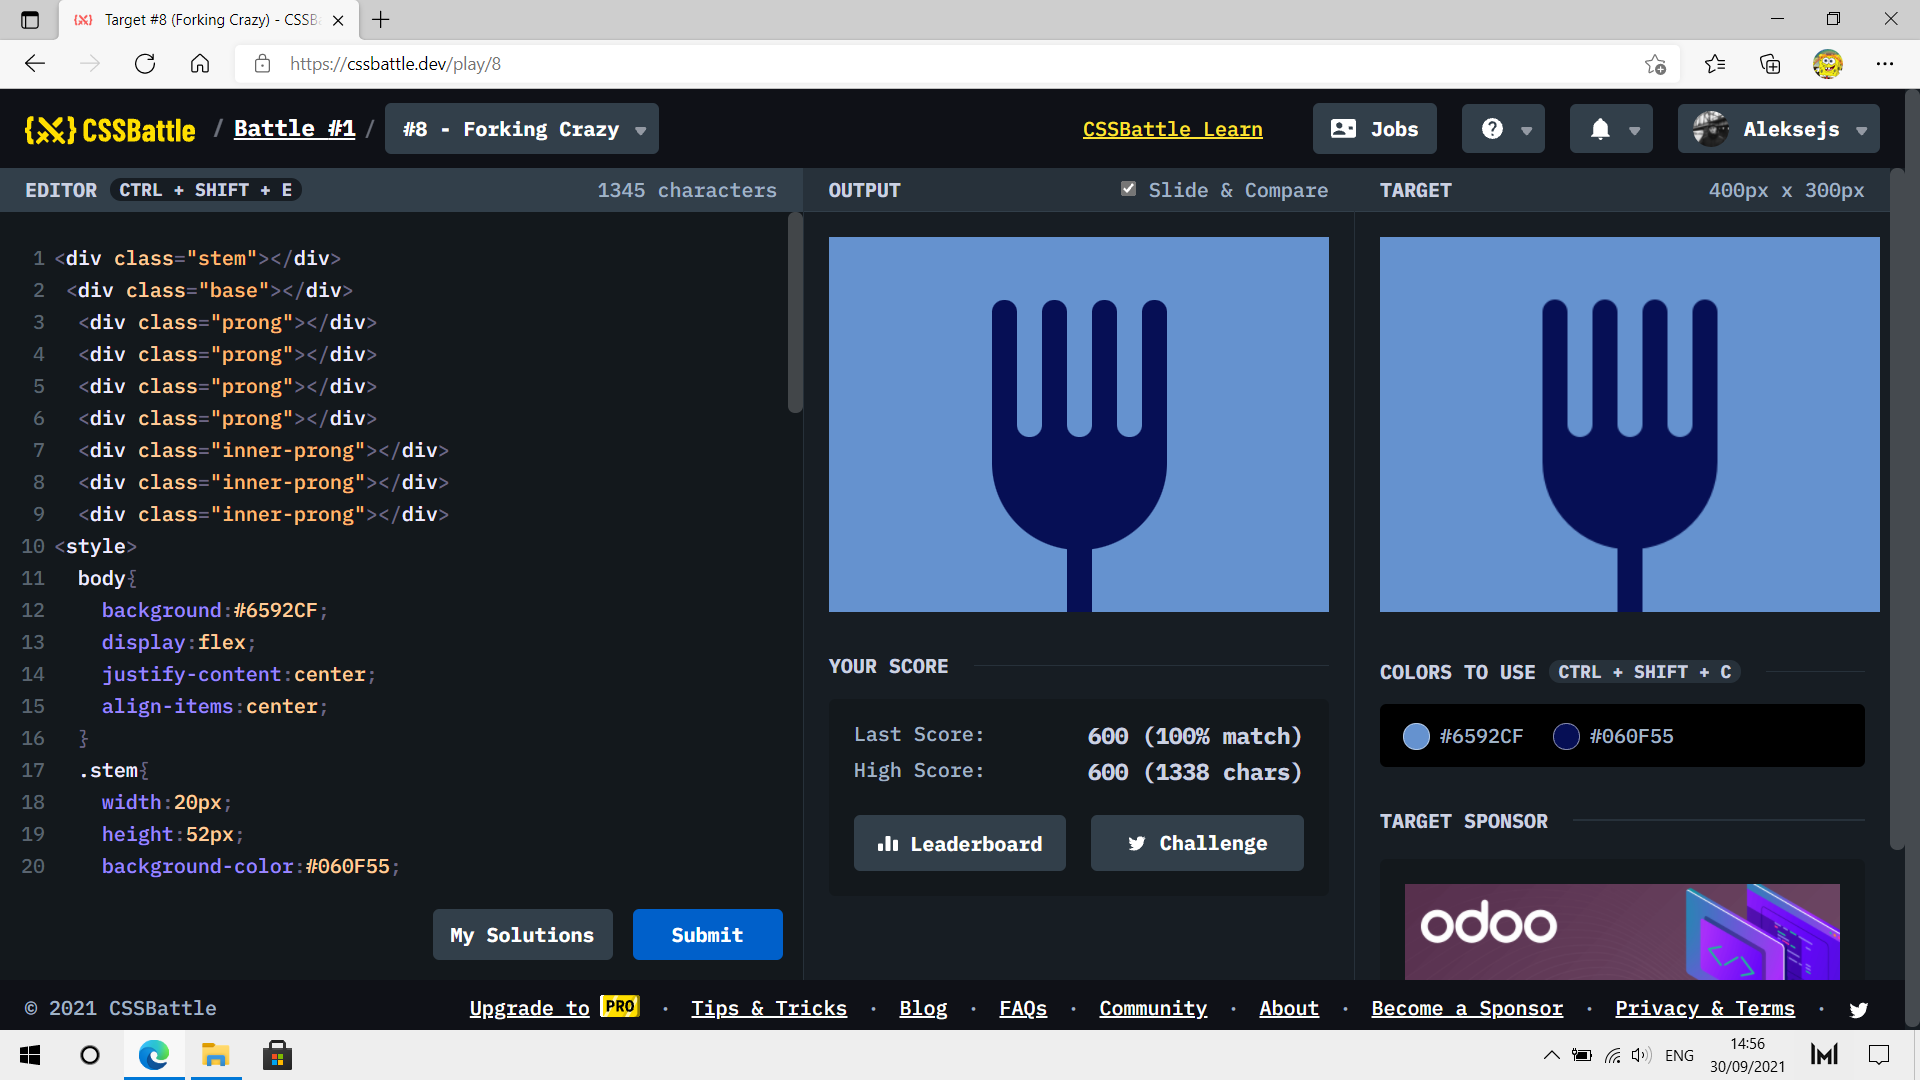 Target #8 (Forking Crazy) - CSSB
https://cssbattle.dev/play/8
CSSBattle / Battle #1 / #8 - Forking Crazy
CSSBattle Learn
Jobs
Aleksejs
EDITOR CTRL + SHIFT + E 1345 characters
OUTPUT Slide & Compare
TARGET 400px x 300px
1 <div class="stem"></div>
2 <div class="base"></div>
3 <div class="prong"></div>
4 <div class="prong"></div>
5 <div class="prong"></div>
6 <div class="prong"></div>
7 <div class="inner-prong"></div>
8 <div class="inner-prong"></div>
9 <div class="inner-prong"></div>
10 <style>
11 body{
12 background:#6592CF;
13 display:flex;
14 justify-content:center;
15 align-items:center;
16 }
17 .stem{
18 width:20px;
19 height:52px;
20 background-color:#060F55;
My Solutions
Submit
YOUR SCORE
Last Score: 600 (100% match)
High Score: 600 (1338 chars)
Leaderboard
Challenge
COLORS TO USE CTRL + SHIFT + C
#6592CF #060F55
TARGET SPONSOR
odoo
© 2021 CSSBattle
Upgrade to PRO · Tips & Tricks · Blog · FAQs · Community · About · Become a Sponsor · Privacy & Terms ·
ENG
14:56
30/09/2021